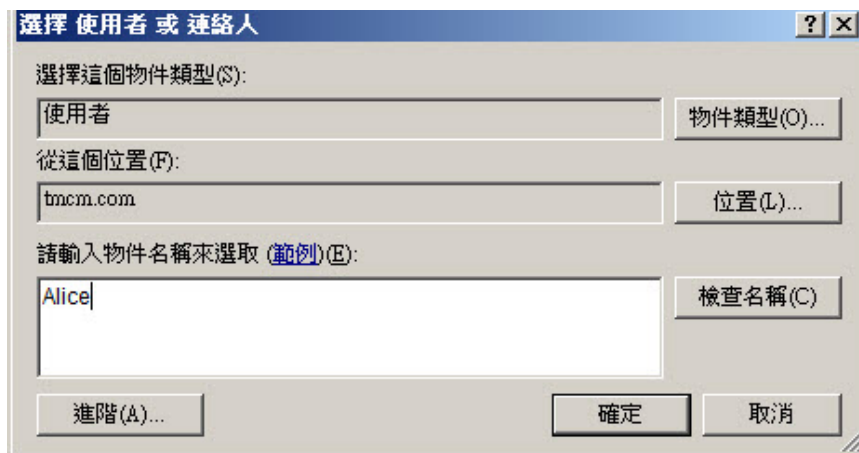 選擇 使用者 或 連絡人
選擇這個物件類型(S):
使用者
物件類型(O)...
從這個位置(F):
tmcm.com
位置(L)...
請輸入物件名稱來選取 (範例)(E):
Alice
檢查名稱(C)
進階(A)...
確定
取消